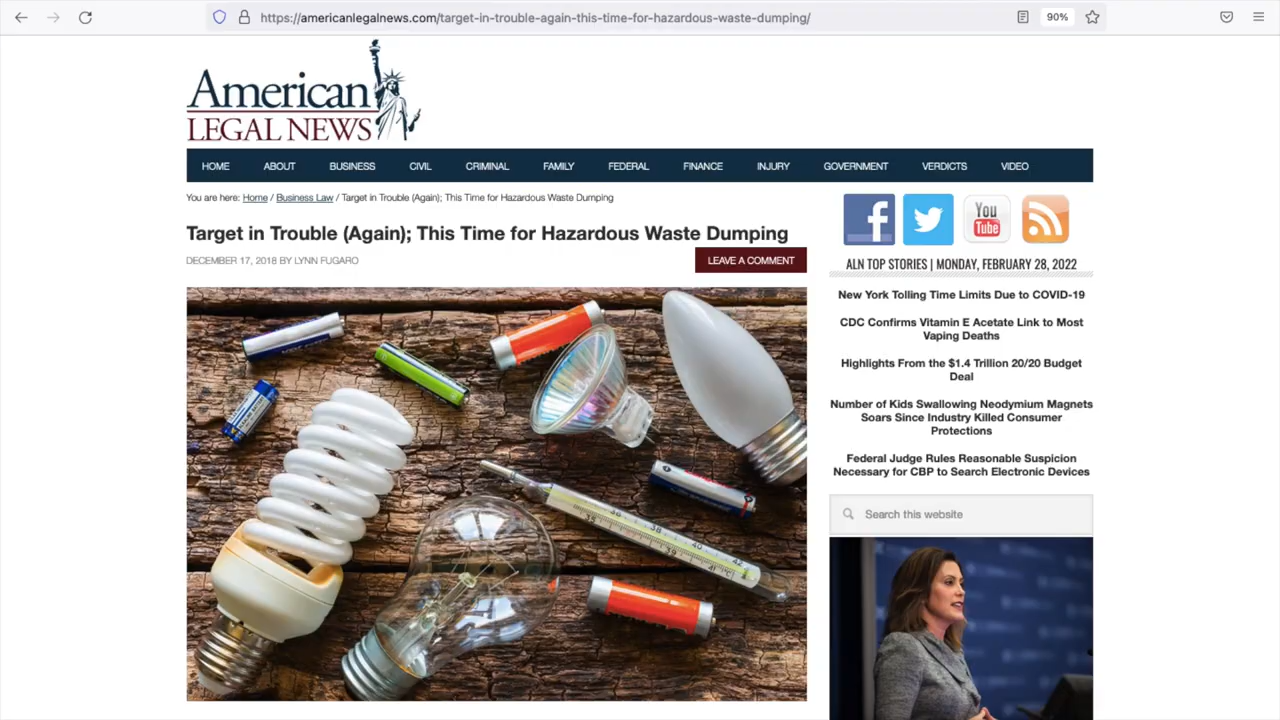 https://americanlegalnews.com/target-in-trouble-again-this-time-for-hazardous-waste-dumping/
90%
American
LEGAL NEWS
HOME ABOUT BUSINESS CIVIL CRIMINAL FAMILY FEDERAL FINANCE INJURY GOVERNMENT VERDICTS VIDEO
You are here: Home / Business Law / Target in Trouble (Again); This Time for Hazardous Waste Dumping
Target in Trouble (Again); This Time for Hazardous Waste Dumping
DECEMBER 17, 2018 BY LYNN FUGARO
LEAVE A COMMENT
f
You
Tube
ALN TOP STORIES | MONDAY, FEBRUARY 28, 2022
New York Tolling Time Limits Due to COVID-19
CDC Confirms Vitamin E Acetate Link to Most
Vaping Deaths
Highlights From the $1.4 Trillion 20/20 Budget
Deal
Number of Kids Swallowing Neodymium Magnets
Soars Since Industry Killed Consumer
Protections
Federal Judge Rules Reasonable Suspicion
Necessary for CBP to Search Electronic Devices
Search this website